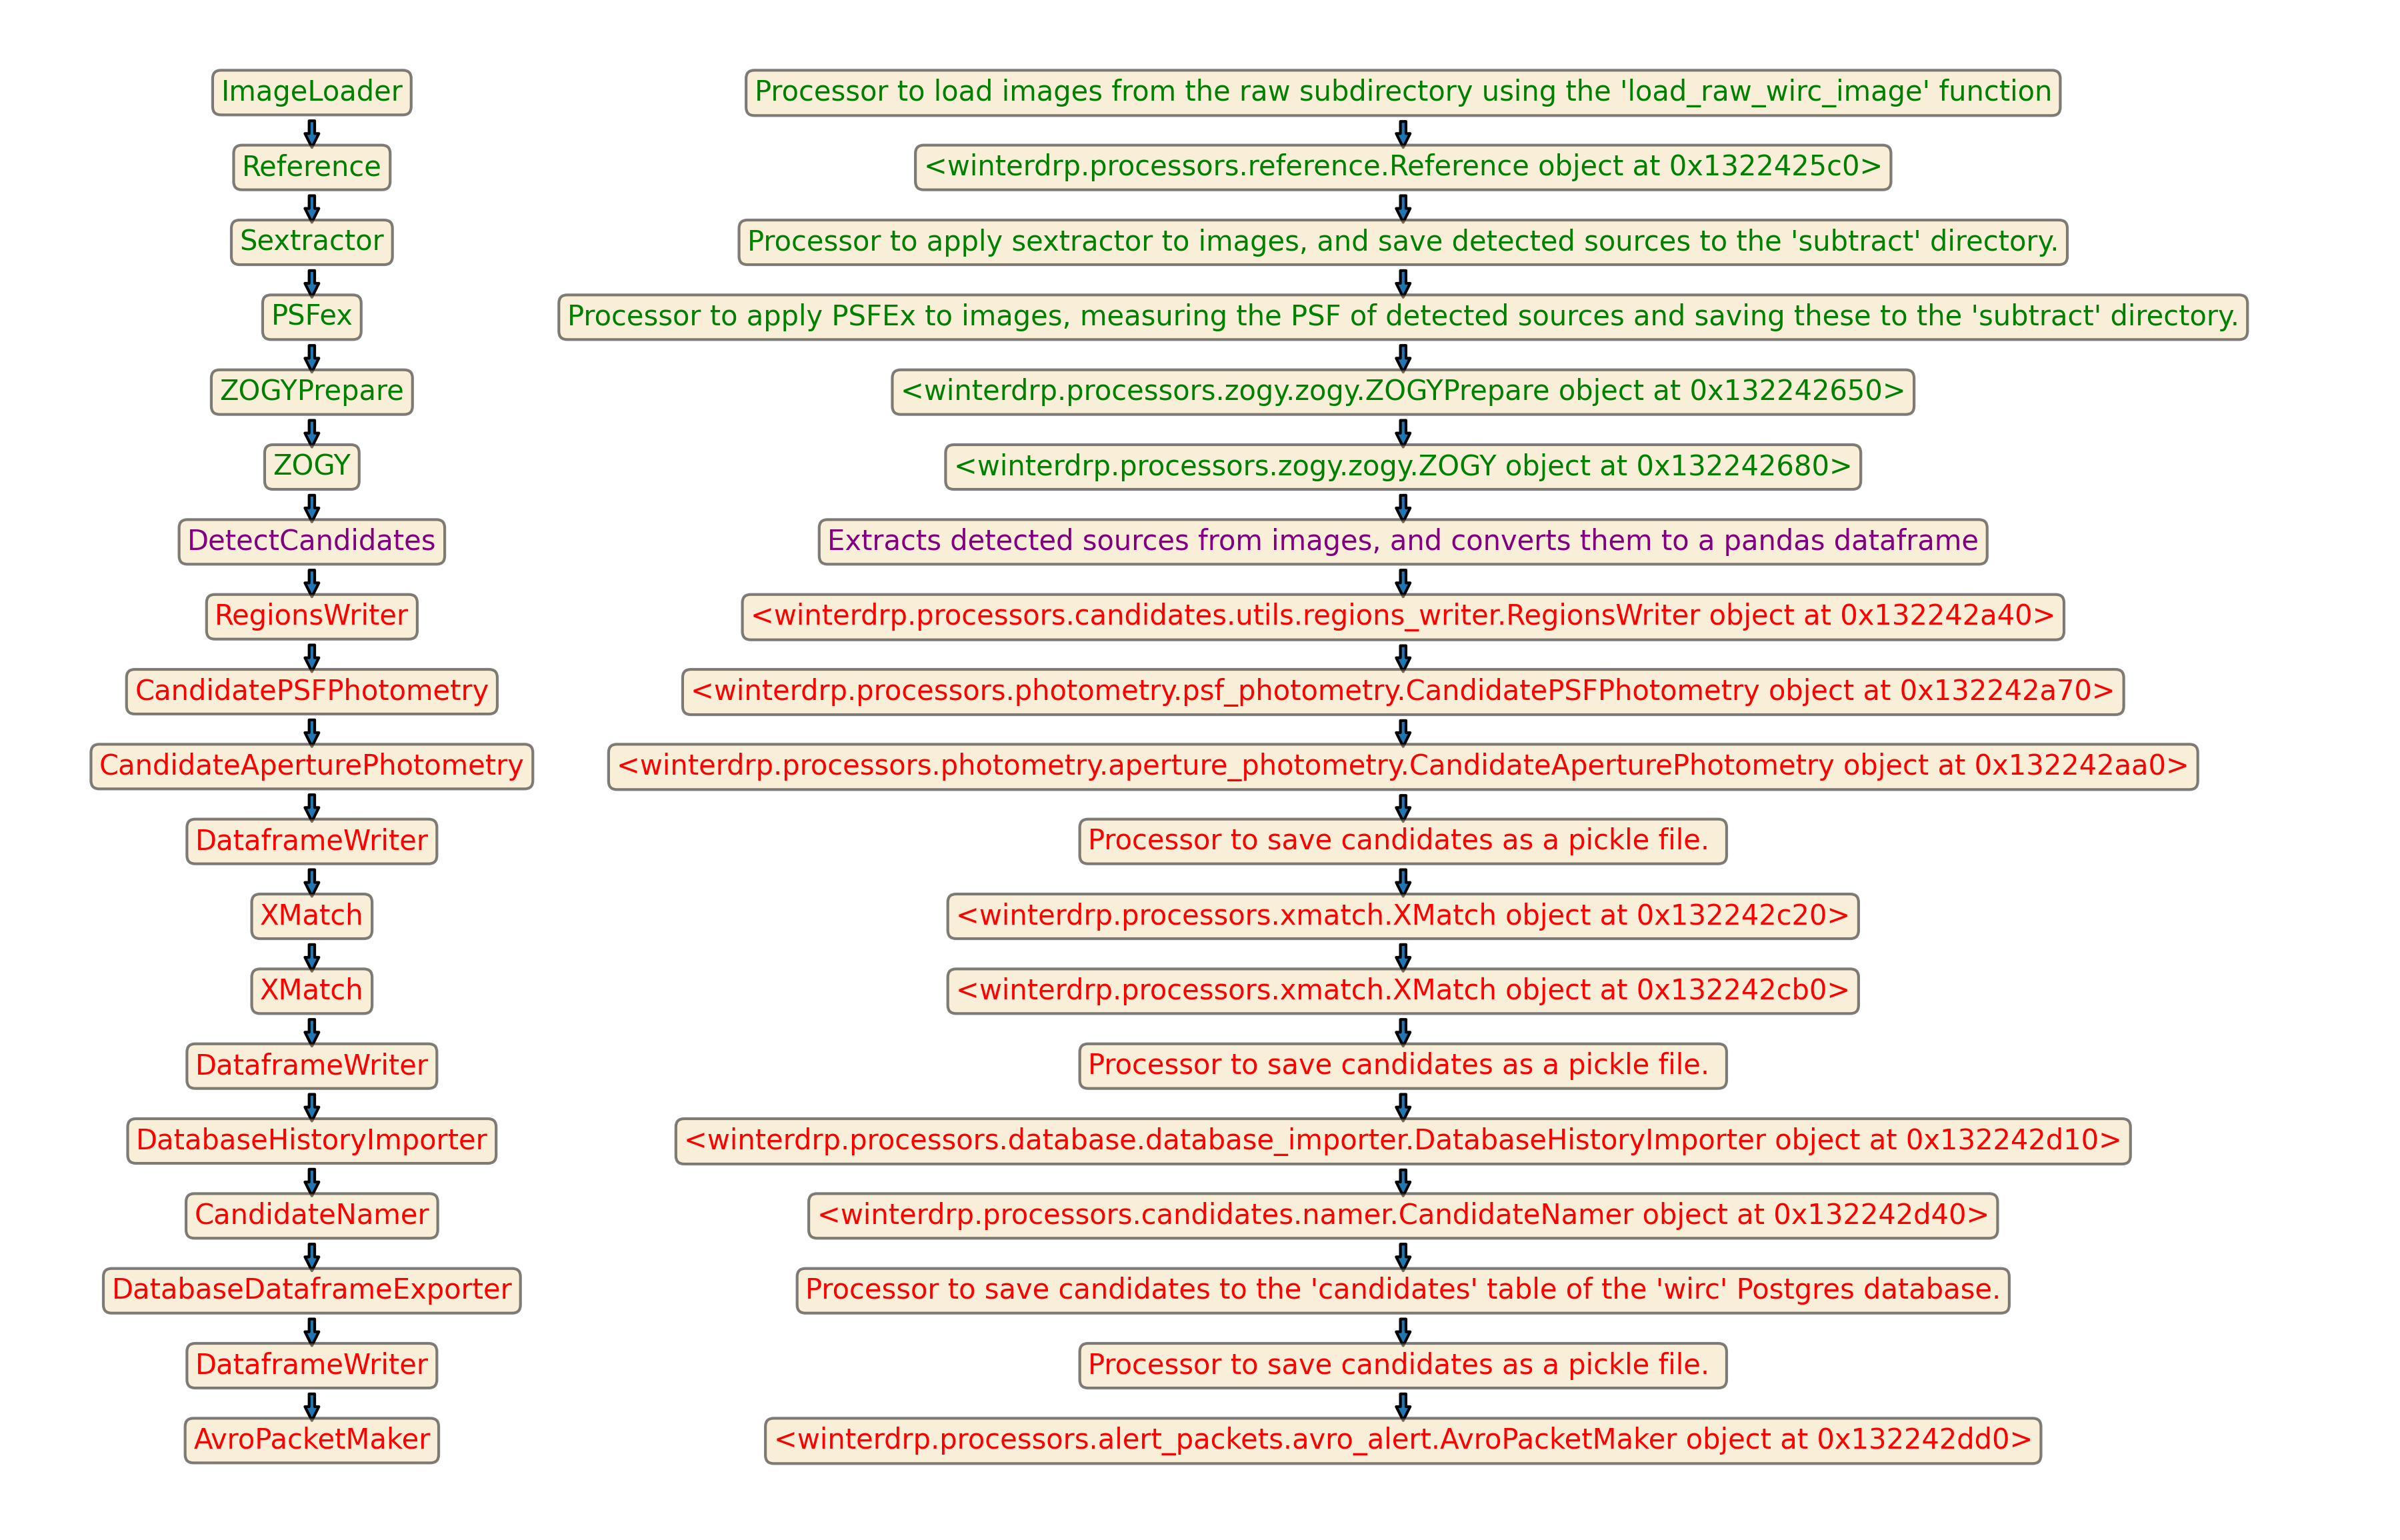 ImageLoader
Processor to load images from the raw subdirectory using the 'load_raw_wirc_image' function
Reference
<winterdrp.processors.reference.Reference object at 0x1322425c0>
Sextractor
Processor to apply sextractor to images, and save detected sources to the 'subtract' directory.
PSFex
Processor to apply PSFEx to images, measuring the PSF of detected sources and saving these to the 'subtract' directory.
ZOGYPrepare
<winterdrp.processors.zogy.zogy.ZOGYPrepare object at 0x132242650>
ZOGY
<winterdrp.processors.zogy.zogy.ZOGY object at 0x132242680>
DetectCandidates
Extracts detected sources from images, and converts them to a pandas dataframe
RegionsWriter
<winterdrp.processors.candidates.utils.regions_writer.RegionsWriter object at 0x132242a40>
CandidatePSFPhotometry
<winterdrp.processors.photometry.psf_photometry.CandidatePSFPhotometry object at 0x132242a70>
CandidateAperturePhotometry
<winterdrp.processors.photometry.aperture_photometry.CandidateAperturePhotometry object at 0x132242aa0>
DataframeWriter
Processor to save candidates as a pickle file.
XMatch
<winterdrp.processors.xmatch.XMatch object at 0x132242c20>
XMatch
<winterdrp.processors.xmatch.XMatch object at 0x132242cb0>
DataframeWriter
Processor to save candidates as a pickle file.
DatabaseHistoryImporter
<winterdrp.processors.database.database_importer.DatabaseHistoryImporter object at 0x132242d10>
CandidateNamer
<winterdrp.processors.candidates.namer.CandidateNamer object at 0x132242d40>
DatabaseDataframeExporter
Processor to save candidates to the 'candidates' table of the 'wirc' Postgres database.
DataframeWriter
Processor to save candidates as a pickle file.
AvroPacketMaker
<winterdrp.processors.alert_packets.avro_alert.AvroPacketMaker object at 0x132242dd0>